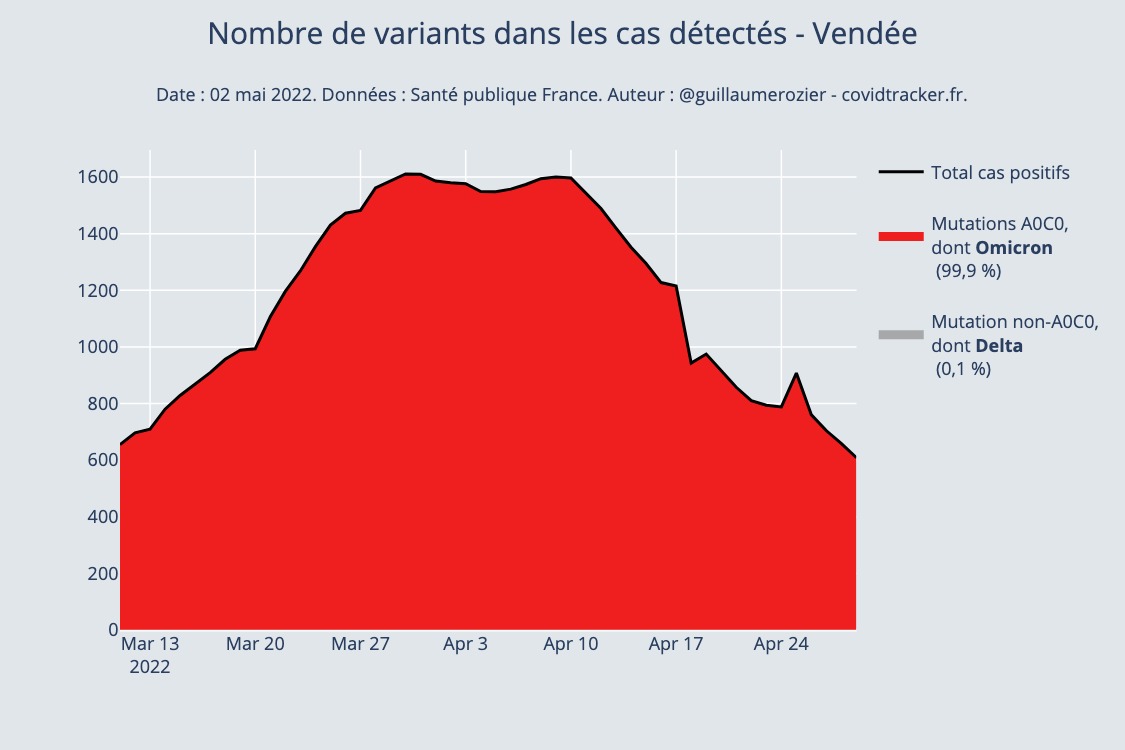 Nombre de variants dans les cas détectés - Vendée
Date : 02 mai 2022. Données : Santé publique France. Auteur : @guillaumerozier - covidtracker.fr.
1600
1400
1200
1000
800
600
400
200
0
Mar 13
2022
Mar 20
Mar 27
Apr 3
Apr 10
Apr 17
Apr 24
Total cas positifs
Mutations A0C0,
dont Omicron
(99,9 %)
Mutation non-A0C0,
dont Delta
(0,1 %)